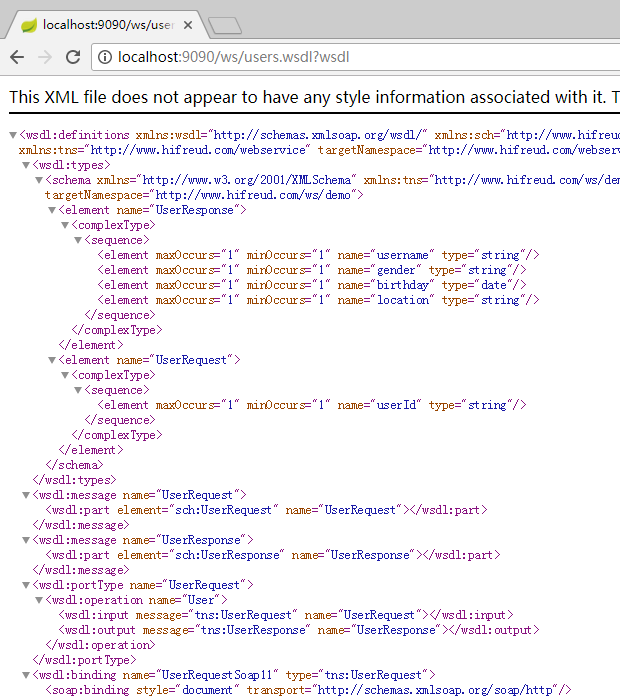 localhost:9090/ws/user
localhost:9090/ws/users.wsdl?wsdl
This XML file does not appear to have any style information associated with it. T
▼<wsdl:definitions xmlns:wsdl="http://schemas.xmlsoap.org/wsdl/" xmlns:sch="http://www.hifreud
xmlns:tns="http://www.hifreud.com/webservice" targetNamespace="http://www.hifreud.com/webserv
▼<wsdl:types>
▼<schema xmlns="http://www.w3.org/2001/XMLSchema" xmlns:tns="http://www.hifreud.com/ws/dem
targetNamespace="http://www.hifreud.com/ws/demo">
▼<element name="UserResponse">
▼<complexType>
▼<sequence>
<element maxOccurs="1" minOccurs="1" name="username" type="string"/>
<element maxOccurs="1" minOccurs="1" name="gender" type="string"/>
<element maxOccurs="1" minOccurs="1" name="birthday" type="date"/>
<element maxOccurs="1" minOccurs="1" name="location" type="string"/>
</sequence>
</complexType>
</element>
▼<element name="UserRequest">
▼<complexType>
▼<sequence>
<element maxOccurs="1" minOccurs="1" name="userId" type="string"/>
</sequence>
</complexType>
</element>
</schema>
</wsdl:types>
▼<wsdl:message name="UserRequest">
<wsdl:part element="sch:UserRequest" name="UserRequest"></wsdl:part>
</wsdl:message>
▼<wsdl:message name="UserResponse">
<wsdl:part element="sch:UserResponse" name="UserResponse"></wsdl:part>
</wsdl:message>
▼<wsdl:portType name="UserRequest">
▼<wsdl:operation name="User">
<wsdl:input message="tns:UserRequest" name="UserRequest"></wsdl:input>
<wsdl:output message="tns:UserResponse" name="UserResponse"></wsdl:output>
</wsdl:operation>
</wsdl:portType>
▼<wsdl:binding name="UserRequestSoap11" type="tns:UserRequest">
<soap:binding style="document" transport="http://schemas.xmlsoap.org/soap/http"/>